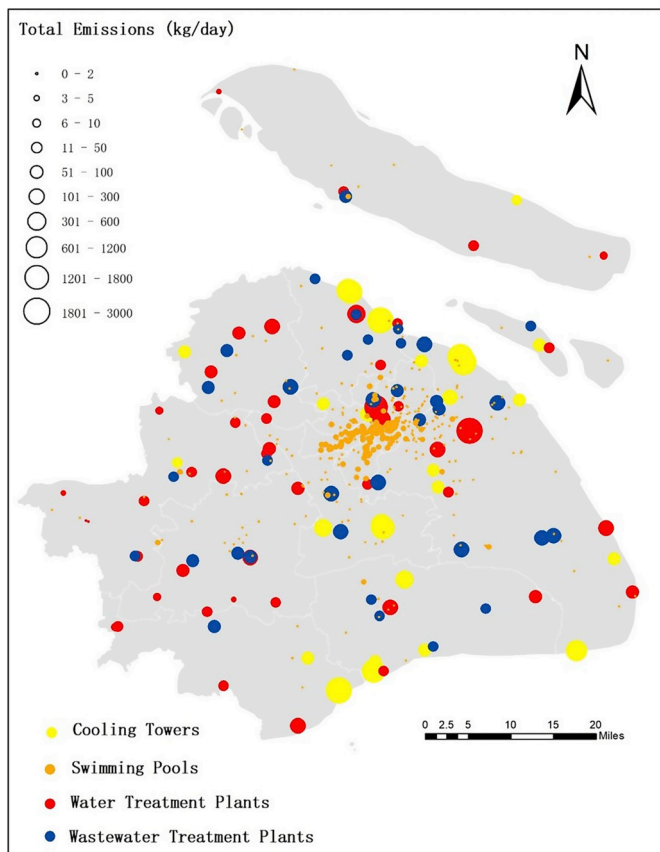 Total Emissions (kg/day)
0 - 2
3 - 5
6 - 10
11 - 50
51 - 100
101 - 300
301 - 600
601 - 1200
1201 - 1800
1801 - 3000
N
0 2.5 5 10 15 20
Miles
Cooling Towers
Swimming Pools
Water Treatment Plants
Wastewater Treatment Plants